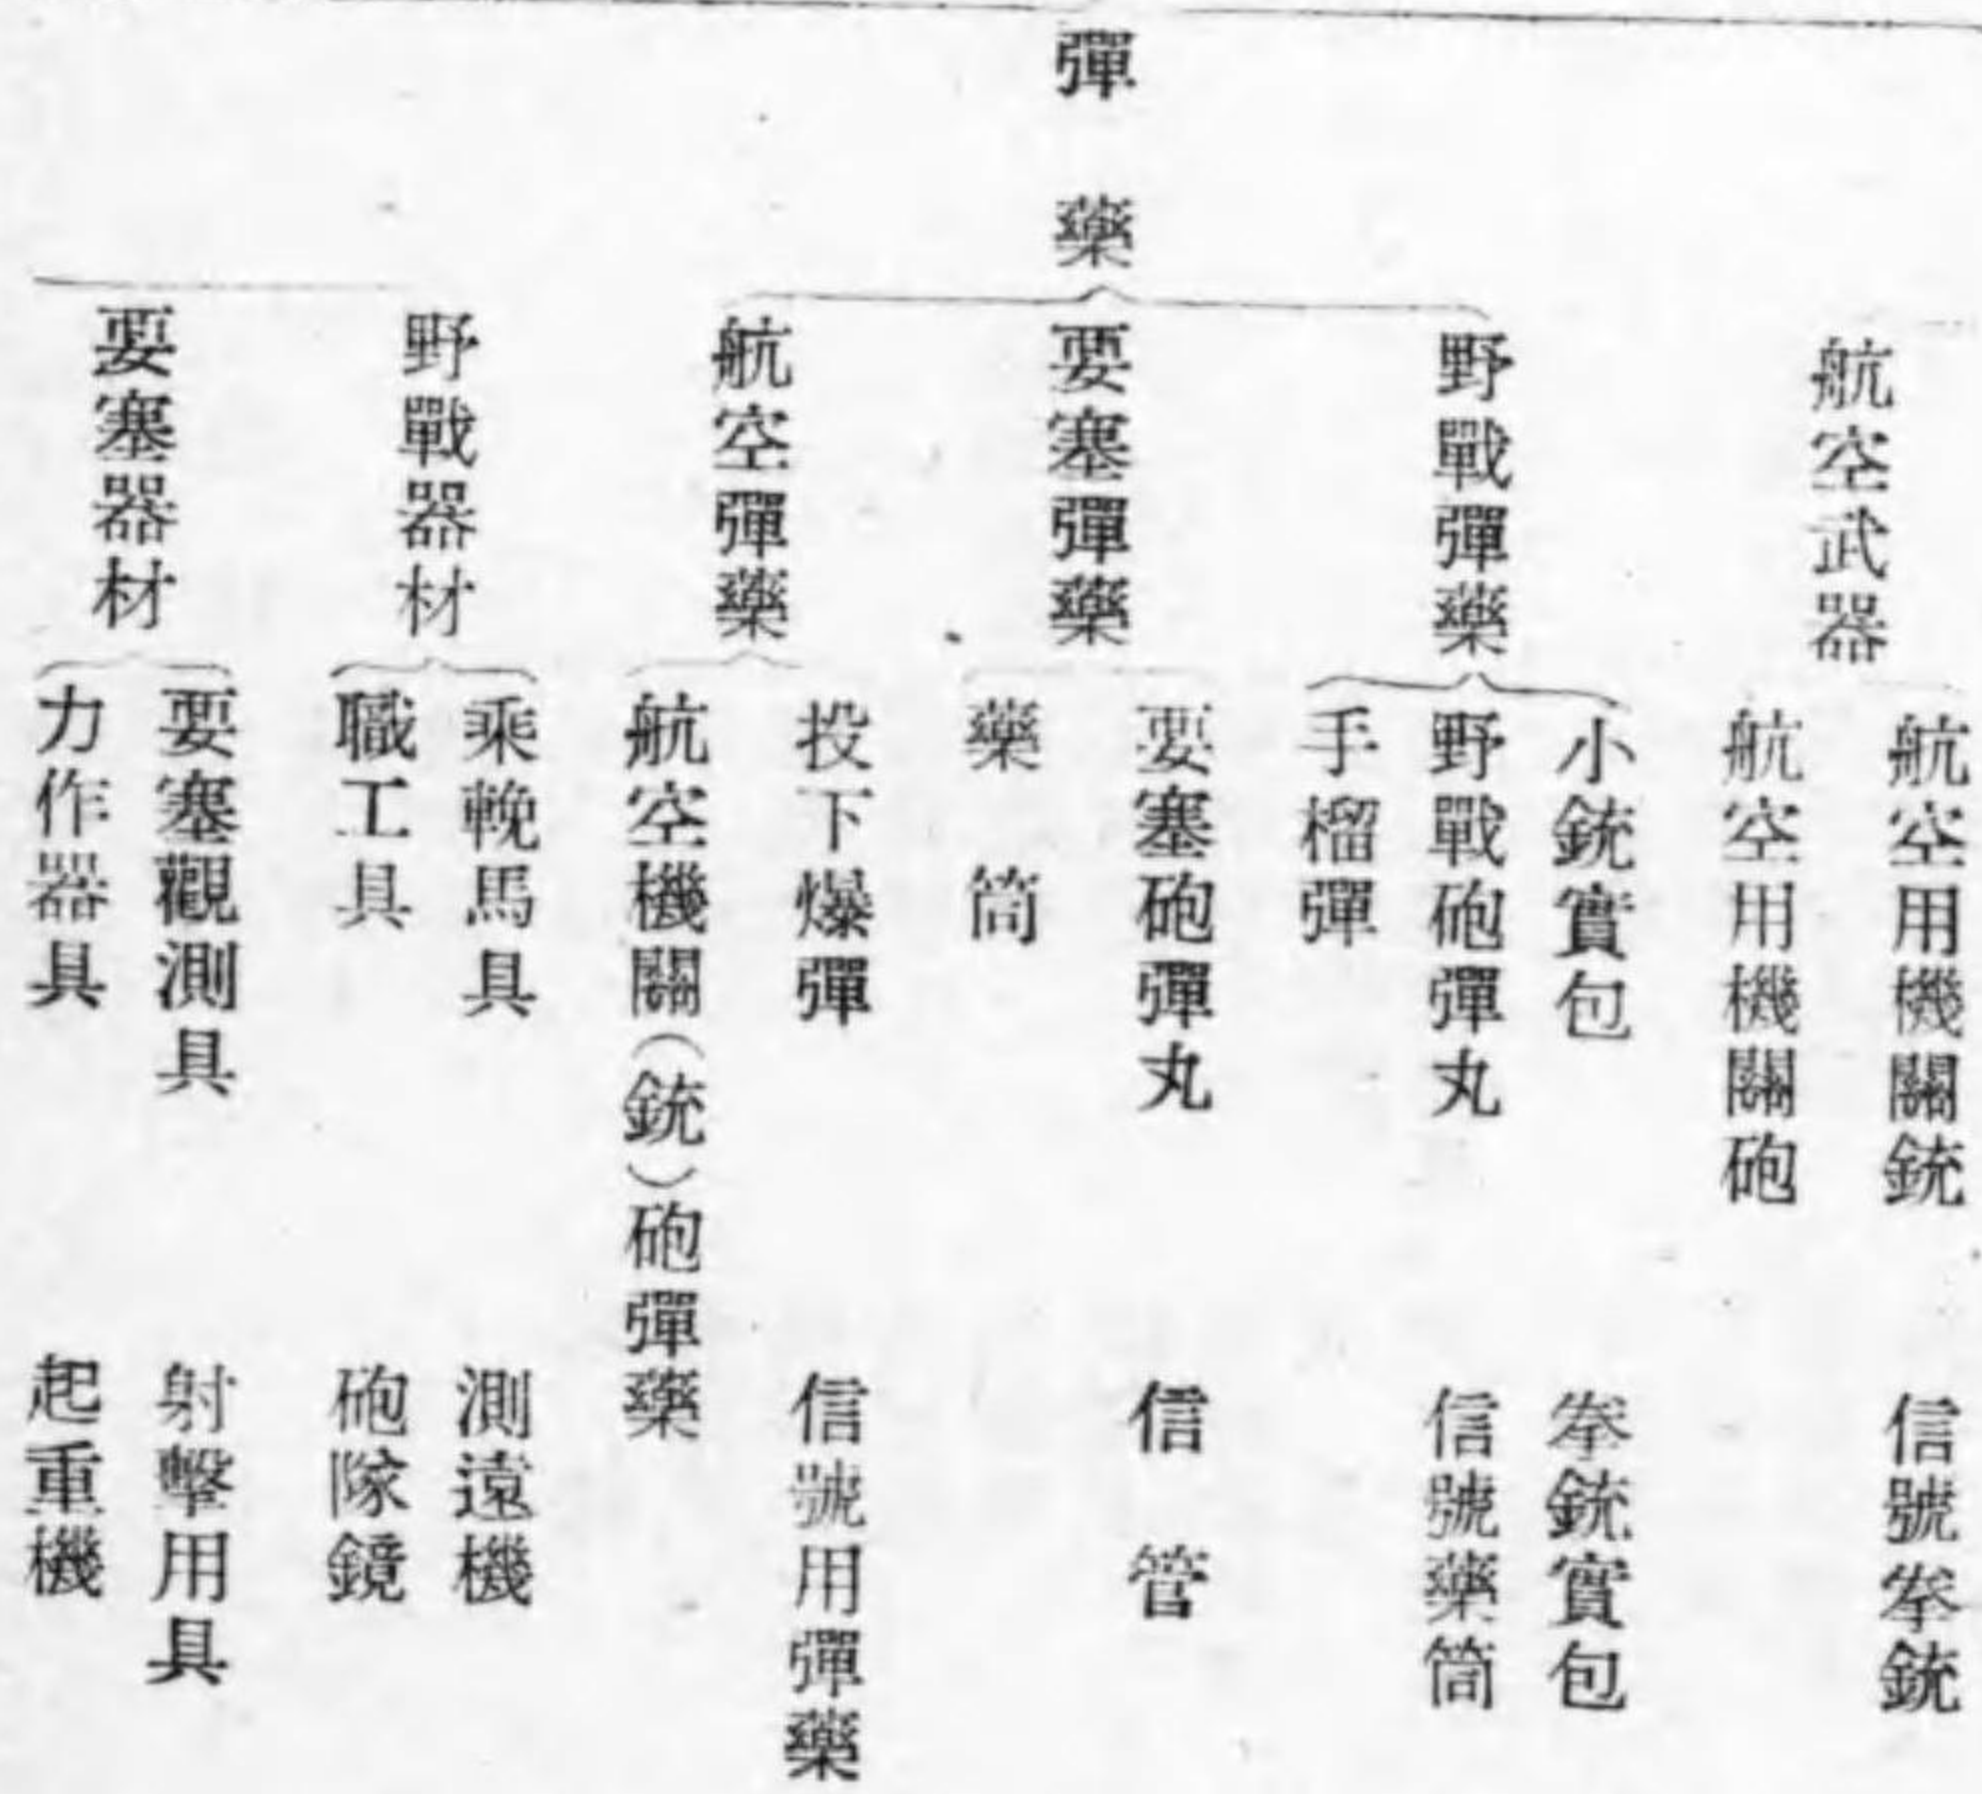 航空武器
航空用機關銃　信號拳銃
航空用機關砲
彈藥
野戰彈藥
小銃實包　拳銃實包
野戰砲彈丸　信號藥筒
手榴彈
要塞彈藥
要塞砲彈丸　信管
藥筒
航空彈藥
投下爆彈　信號用彈藥
航空機關(銃)砲彈藥
野戰器材
乘輓馬具　測遠機
職工具　砲隊鏡
要塞器材
要塞觀測具　射擊用具
力作器具　起重機